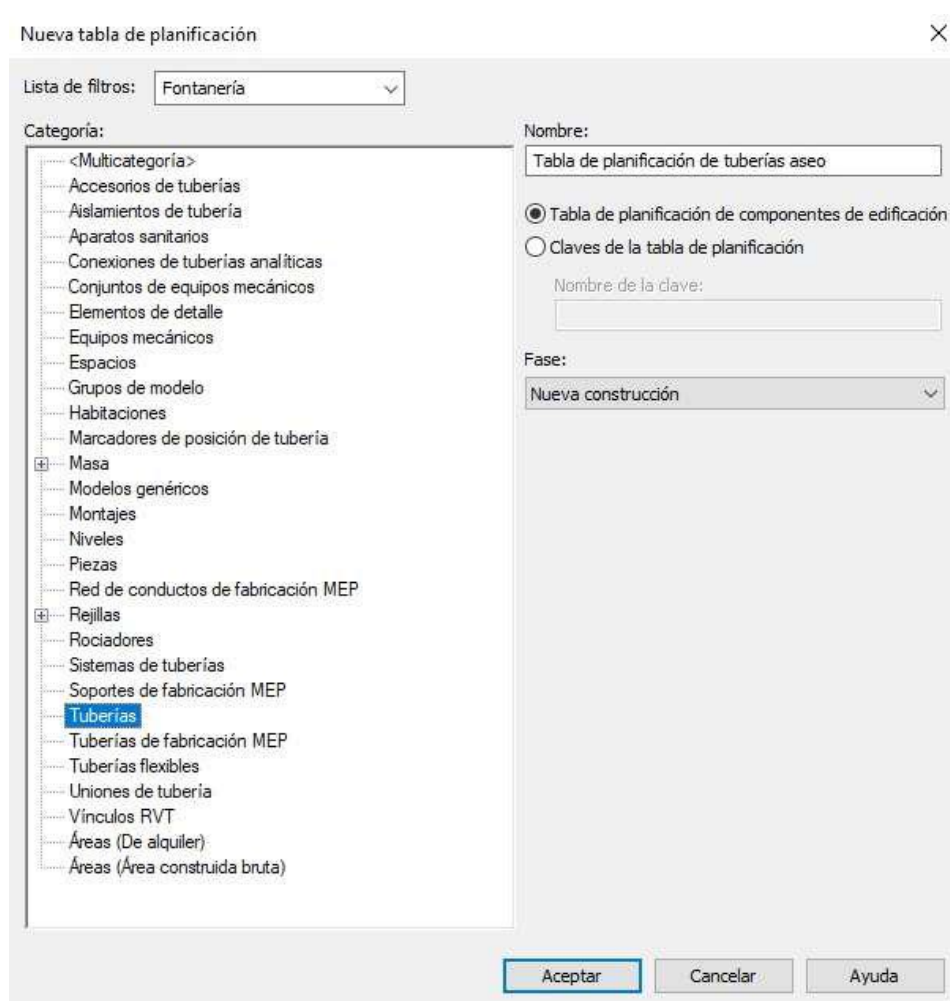 Nueva tabla de planificación
Lista de filtros: Fontanería
Categoría:
<Multicategoría>
Accesorios de tuberías
Aislamientos de tubería
Aparatos sanitarios
Conexiones de tuberías analíticas
Conjuntos de equipos mecánicos
Elementos de detalle
Equipos mecánicos
Espacios
Grupos de modelo
Habitaciones
Marcadores de posición de tubería
Masa
Modelos genéricos
Montajes
Niveles
Piezas
Red de conductos de fabricación MEP
Rejillas
Rociadores
Sistemas de tuberías
Soportes de fabricación MEP
Tuberías
Tuberías de fabricación MEP
Tuberías flexibles
Uniones de tubería
Vínculos RVT
Áreas (De alquiler)
Áreas (Área construida bruta)
Nombre:
Tabla de planificación de tuberías aseo
Tabla de planificación de componentes de edificación
Claves de la tabla de planificación
Nombre de la clave:
Fase:
Nueva construcción
Aceptar Cancelar Ayuda